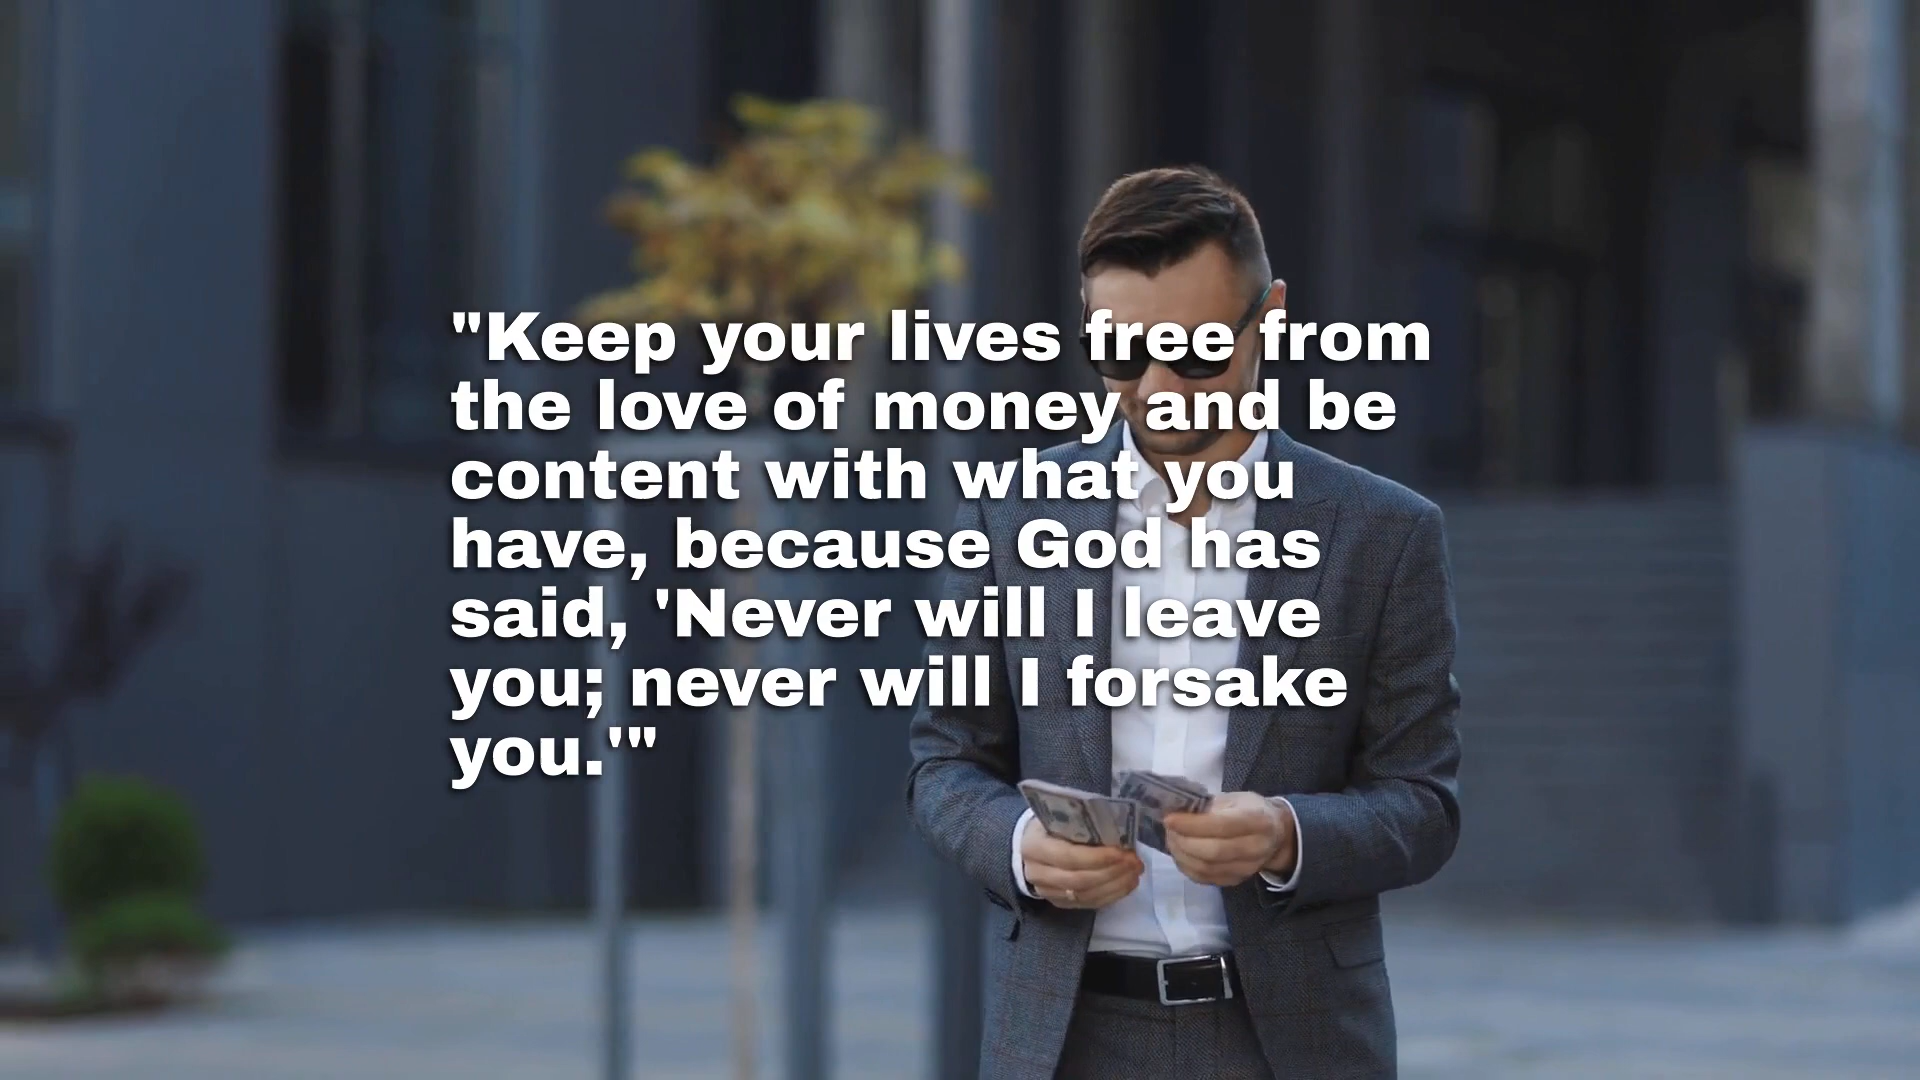 "Keep your lives free from
the love of money and be
content with what you
have, because God has
said, 'Never will I leave
you; never will I forsake
you.'"